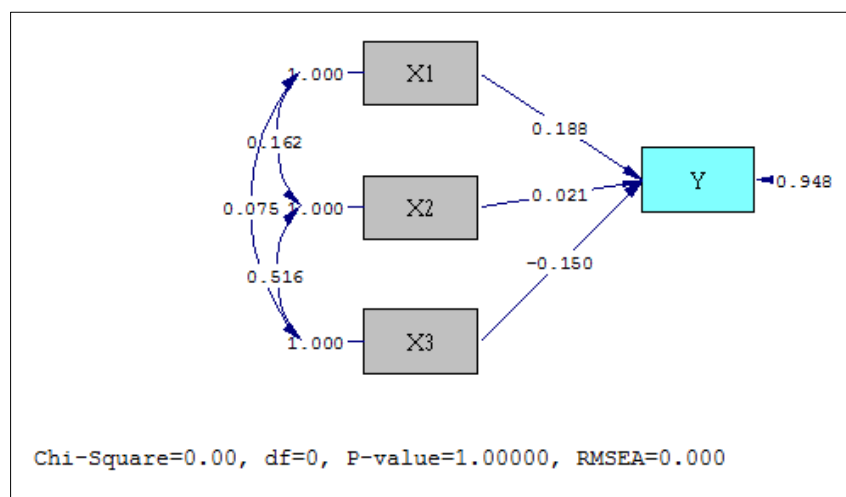 1.000 X1
0.188
0.162
Y 0.948
0.075 1.000 X2 0.021
-0.150
0.516
1.000 X3
Chi-Square=0.00, df=0, P-value=1.00000, RMSEA=0.000